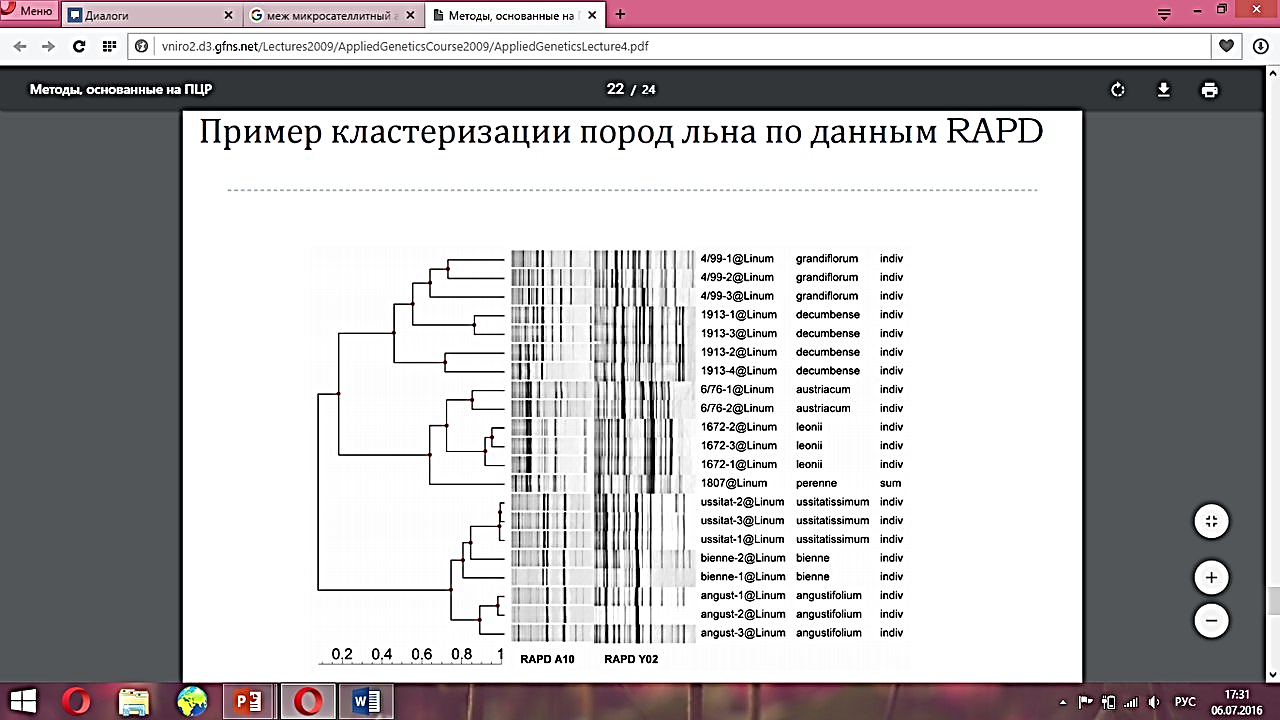 Меню
Диалоги
меж микросателлитный а
Методы, основанные на П
vniro2.d3.gfns.net/Lectures2009/AppliedGeneticsCourse2009/AppliedGeneticsLecture4.pdf
Методы, основанные на ПЦР
22 / 24
Пример кластеризации пород льна по данным RAPD
4/99-1@Linum grandiflorum indiv
4/99-2@Linum grandiflorum indiv
4/99-3@Linum grandiflorum indiv
1913-1@Linum decumbense indiv
1913-3@Linum decumbense indiv
1913-2@Linum decumbense indiv
1913-4@Linum decumbense indiv
6/76-1@Linum austriacum indiv
6/76-2@Linum austriacum indiv
1672-2@Linum leonii indiv
1672-3@Linum leonii indiv
1672-1@Linum leonii indiv
1807@Linum perenne sum
ussitat-2@Linum ussitatissimum indiv
ussitat-3@Linum ussitatissimum indiv
ussitat-1@Linum ussitatissimum indiv
bienne-2@Linum bienne indiv
bienne-1@Linum bienne indiv
angust-1@Linum angustifolium indiv
angust-2@Linum angustifolium indiv
angust-3@Linum angustifolium indiv
0.2 0.4 0.6 0.8 1
RAPD A10 RAPD Y02
РУС
17:31
06.07.2016